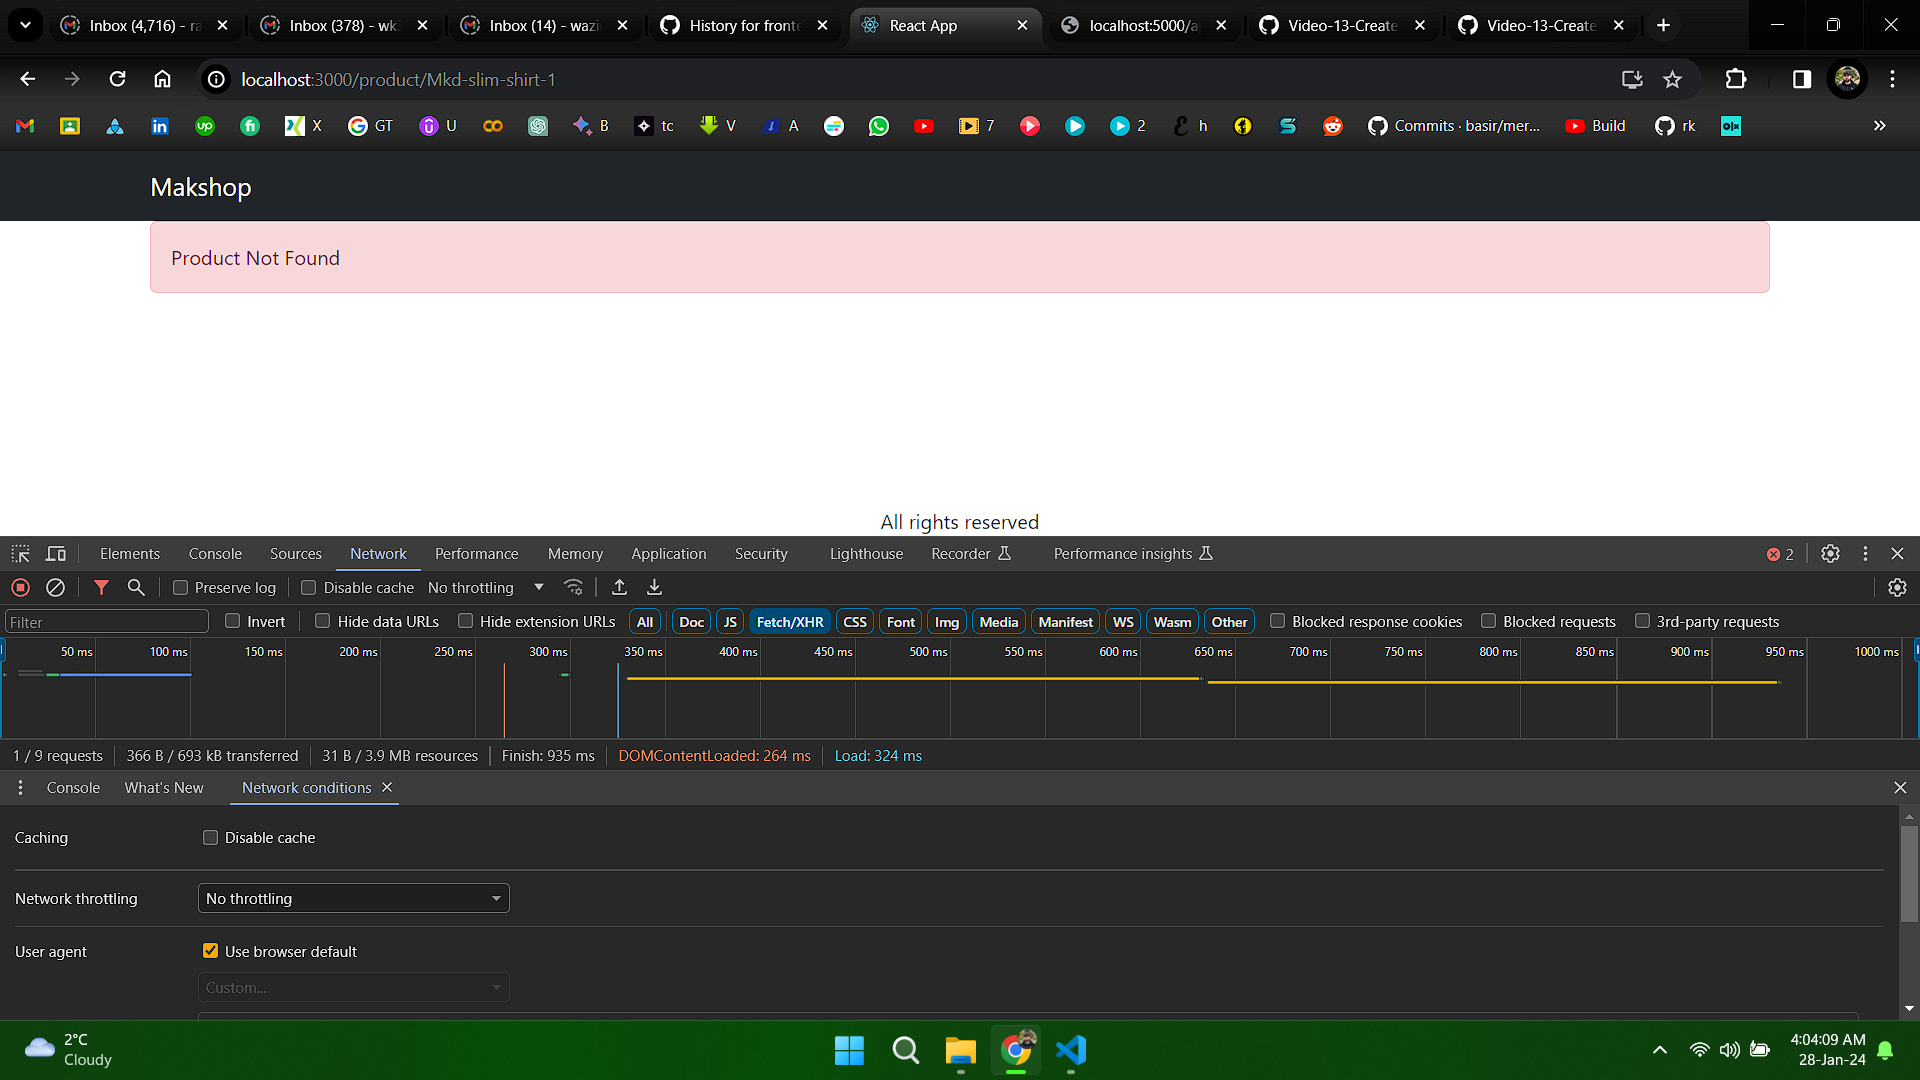 Inbox (4,716) - ra
Inbox (378) - wk
Inbox (14) - wazi
History for fronte
React App
localhost:5000/a
Video-13-Create
Video-13-Create
localhost:3000/product/Mkd-slim-shirt-1
X
GT
U
B
tc
V
A
7
2
h
Commits · basir/mer...
Build
rk
Makshop
Product Not Found
All rights reserved
Elements
Console
Sources
Network
Performance
Memory
Application
Security
Lighthouse
Recorder
Performance insights
2
Preserve log
Disable cache
No throttling
Filter
Invert
Hide data URLs
Hide extension URLs
All
Doc
JS
Fetch/XHR
CSS
Font
Img
Media
Manifest
WS
Wasm
Other
Blocked response cookies
Blocked requests
3rd-party requests
50 ms
100 ms
150 ms
200 ms
250 ms
300 ms
350 ms
400 ms
450 ms
500 ms
550 ms
600 ms
650 ms
700 ms
750 ms
800 ms
850 ms
900 ms
950 ms
1000 ms
1 / 9 requests
366 B / 693 kB transferred
31 B / 3.9 MB resources
Finish: 935 ms
DOMContentLoaded: 264 ms
Load: 324 ms
Console
What's New
Network conditions
Caching
Disable cache
Network throttling
No throttling
User agent
Use browser default
Custom...
2°C
Cloudy
4:04:09 AM
28-Jan-24